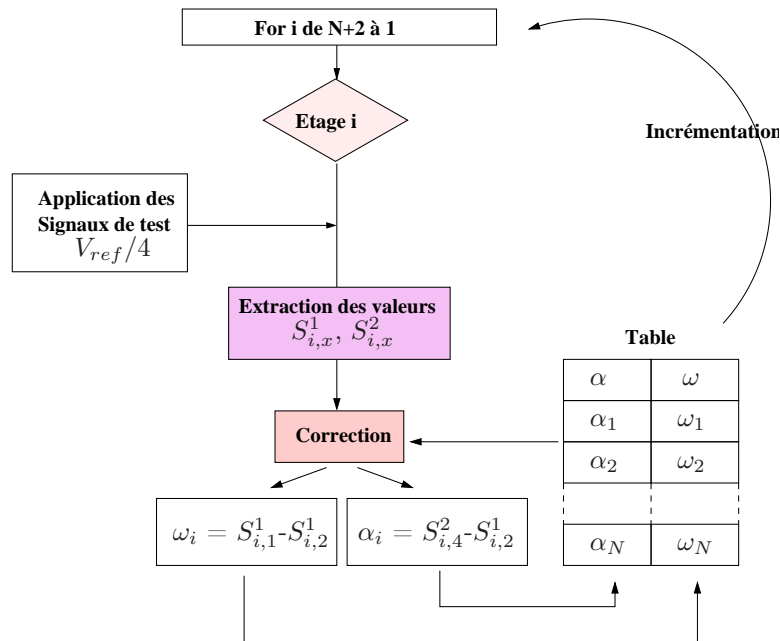 For i de N+2 à 1
Etage i
Incrémentation
Application des
Signaux de test
$V_{ref}/4$
Extraction des valeurs
$S^1_{i,x}$, $S^2_{i,x}$
Table
α ω
Correction
$α_1$ $ω_1$
$α_2$ $ω_2$
$ω_i = S^1_{i,1}$-$S^1_{i,2}$
$α_i = S^2_{i,4}$-$S^1_{i,2}$
$α_N$ $ω_N$